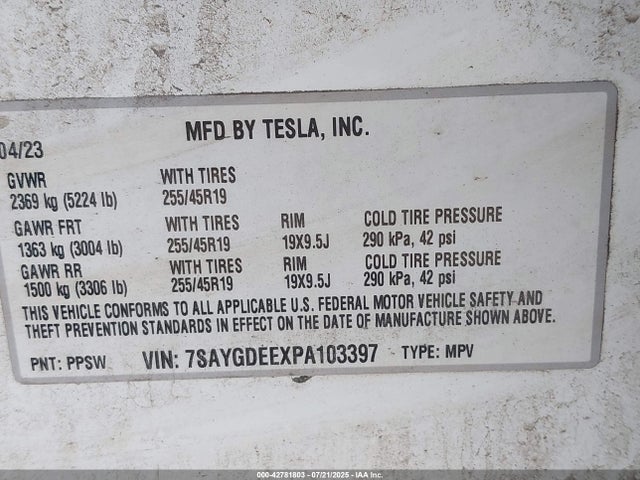 MFD BY TESLA, INC.
04/23
GVWR WITH TIRES
2369 kg (5224 lb) 255/45R19
GAWR FRT WITH TIRES RIM COLD TIRE PRESSURE
1363 kg (3004 lb) 255/45R19 19X9.5J 290 kPa, 42 psi
GAWR RR WITH TIRES RIM COLD TIRE PRESSURE
1500 kg (3306 lb) 255/45R19 19X9.5J 290 kPa, 42 psi
THIS VEHICLE CONFORMS TO ALL APPLICABLE U.S. FEDERAL MOTOR VEHICLE SAFETY AND
THEFT PREVENTION STANDARDS IN EFFECT ON THE DATE OF MANUFACTURE SHOWN ABOVE.
PNT: PPSW VIN: 7SAYGDEEXPA103397 TYPE: MPV
000-42781803 - 07/21/2025 - © IAA Inc.